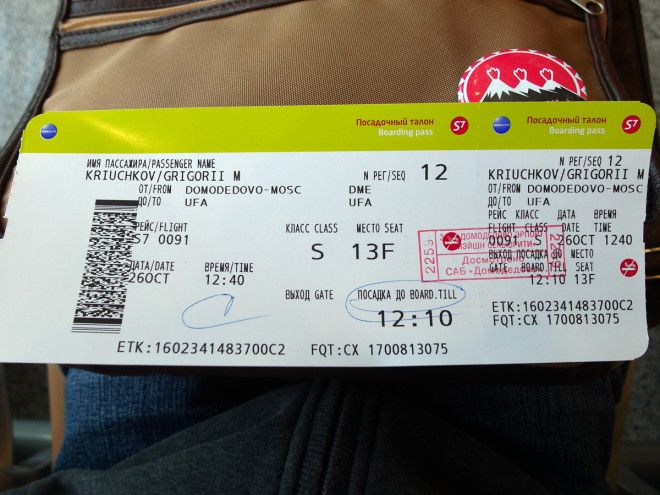 Посадочный талон
Boarding pass
S7
ИМЯ ПАССАЖИРА/PASSENGER NAME
KRIUCHKOV/GRIGORII M
N РЕГ/SEQ 12
ОТ/FROM DOMODEDOVO-MOSC DME
ДО/TO UFA UFA
РЕЙС/FLIGHT
S7 0091
КЛАСС CLASS
S
МЕСТО SEAT
13F
ДАТА/DATE
26OCT
ВРЕМЯ/TIME
12:40
ВЫХОД GATE
ПОСАДКА ДО BOARD.TILL
12:10
ETK:1602341483700C2 FQT:CX 1700813075
Посадочный талон
Boarding pass
S7
N РЕГ/SEQ 12
KRIUCHKOV/GRIGORII M
ОТ/FROM DOMODEDOVO-MOSC
ДО/TO UFA
РЕЙС КЛАСС ДАТА ВРЕМЯ
FLIGHT CLASS DATE TIME
0091 S 26OCT 1240
ВЫХОД ПОСАДКА ДО МЕСТО
GATE BOARD.TILL SEAT
12:10 13F
ETK:1602341483700C2
FQT:CX 1700813075
2259
Досмотрено
САБ «Домодедово»